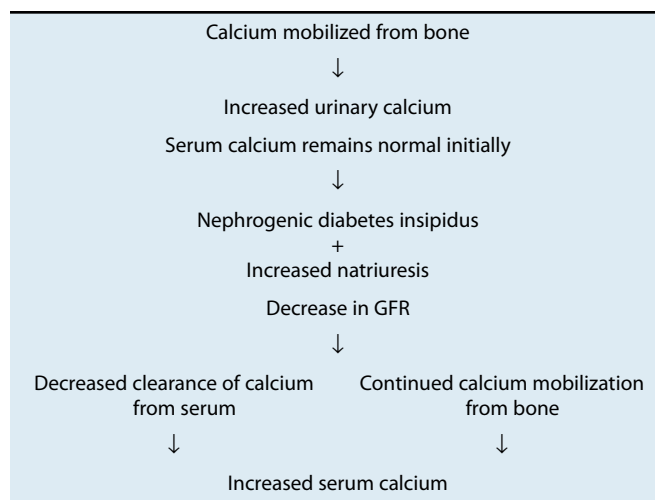 Calcium mobilized from bone
↓
Increased urinary calcium
Serum calcium remains normal initially
↓
Nephrogenic diabetes insipidus
+
Increased natriuresis
Decrease in GFR
↓
Decreased clearance of calcium
from serum
Continued calcium mobilization
from bone
↓ ↓
Increased serum calcium